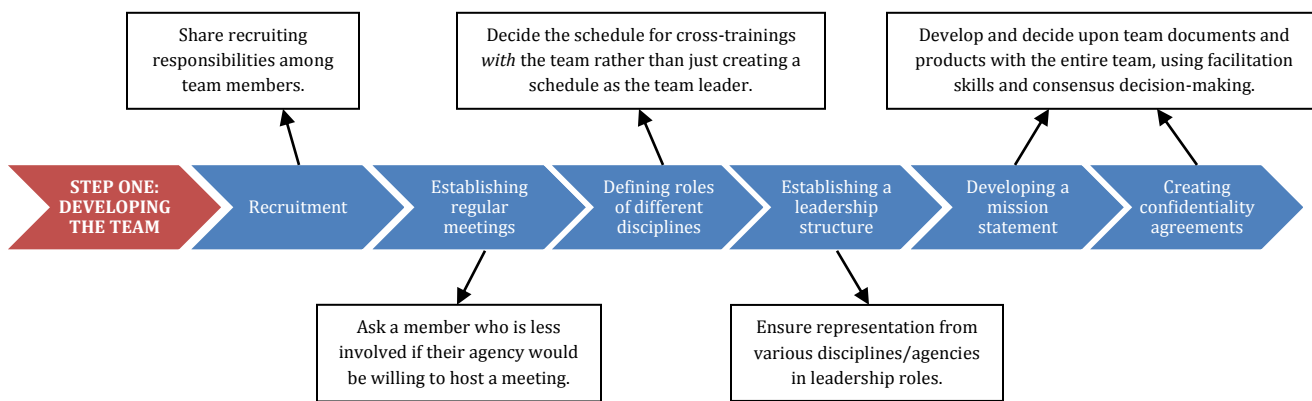 Share recruiting
responsibilities among
team members.
Decide the schedule for cross-trainings
with the team rather than just creating a
schedule as the team leader.
Develop and decide upon team documents and
products with the entire team, using facilitation
skills and consensus decision-making.
STEP ONE:
DEVELOPING
THE TEAM
Recruitment
Establishing
regular
meetings
Defining roles
of different
disciplines
Establishing a
leadership
structure
Developing a
mission
statement
Creating
confidentiality
agreements
Ask a member who is less
involved if their agency would
be willing to host a meeting.
Ensure representation from
various disciplines/agencies
in leadership roles.